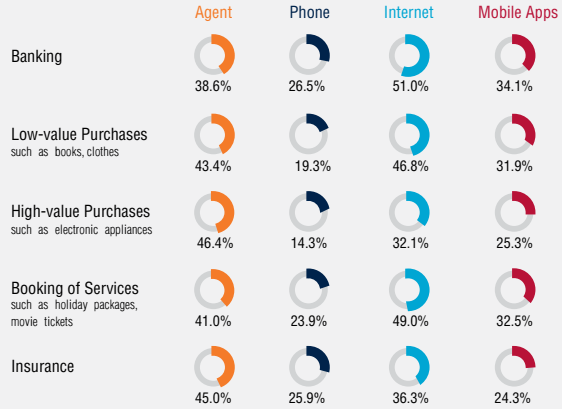 Agent Phone Internet Mobile Apps
Banking
38.6% 26.5% 51.0% 34.1%
Low-value Purchases
such as books, clothes
43.4% 19.3% 46.8% 31.9%
High-value Purchases
such as electronic appliances
46.4% 14.3% 32.1% 25.3%
Booking of Services
such as holiday packages,
movie tickets
41.0% 23.9% 49.0% 32.5%
Insurance
45.0% 25.9% 36.3% 24.3%